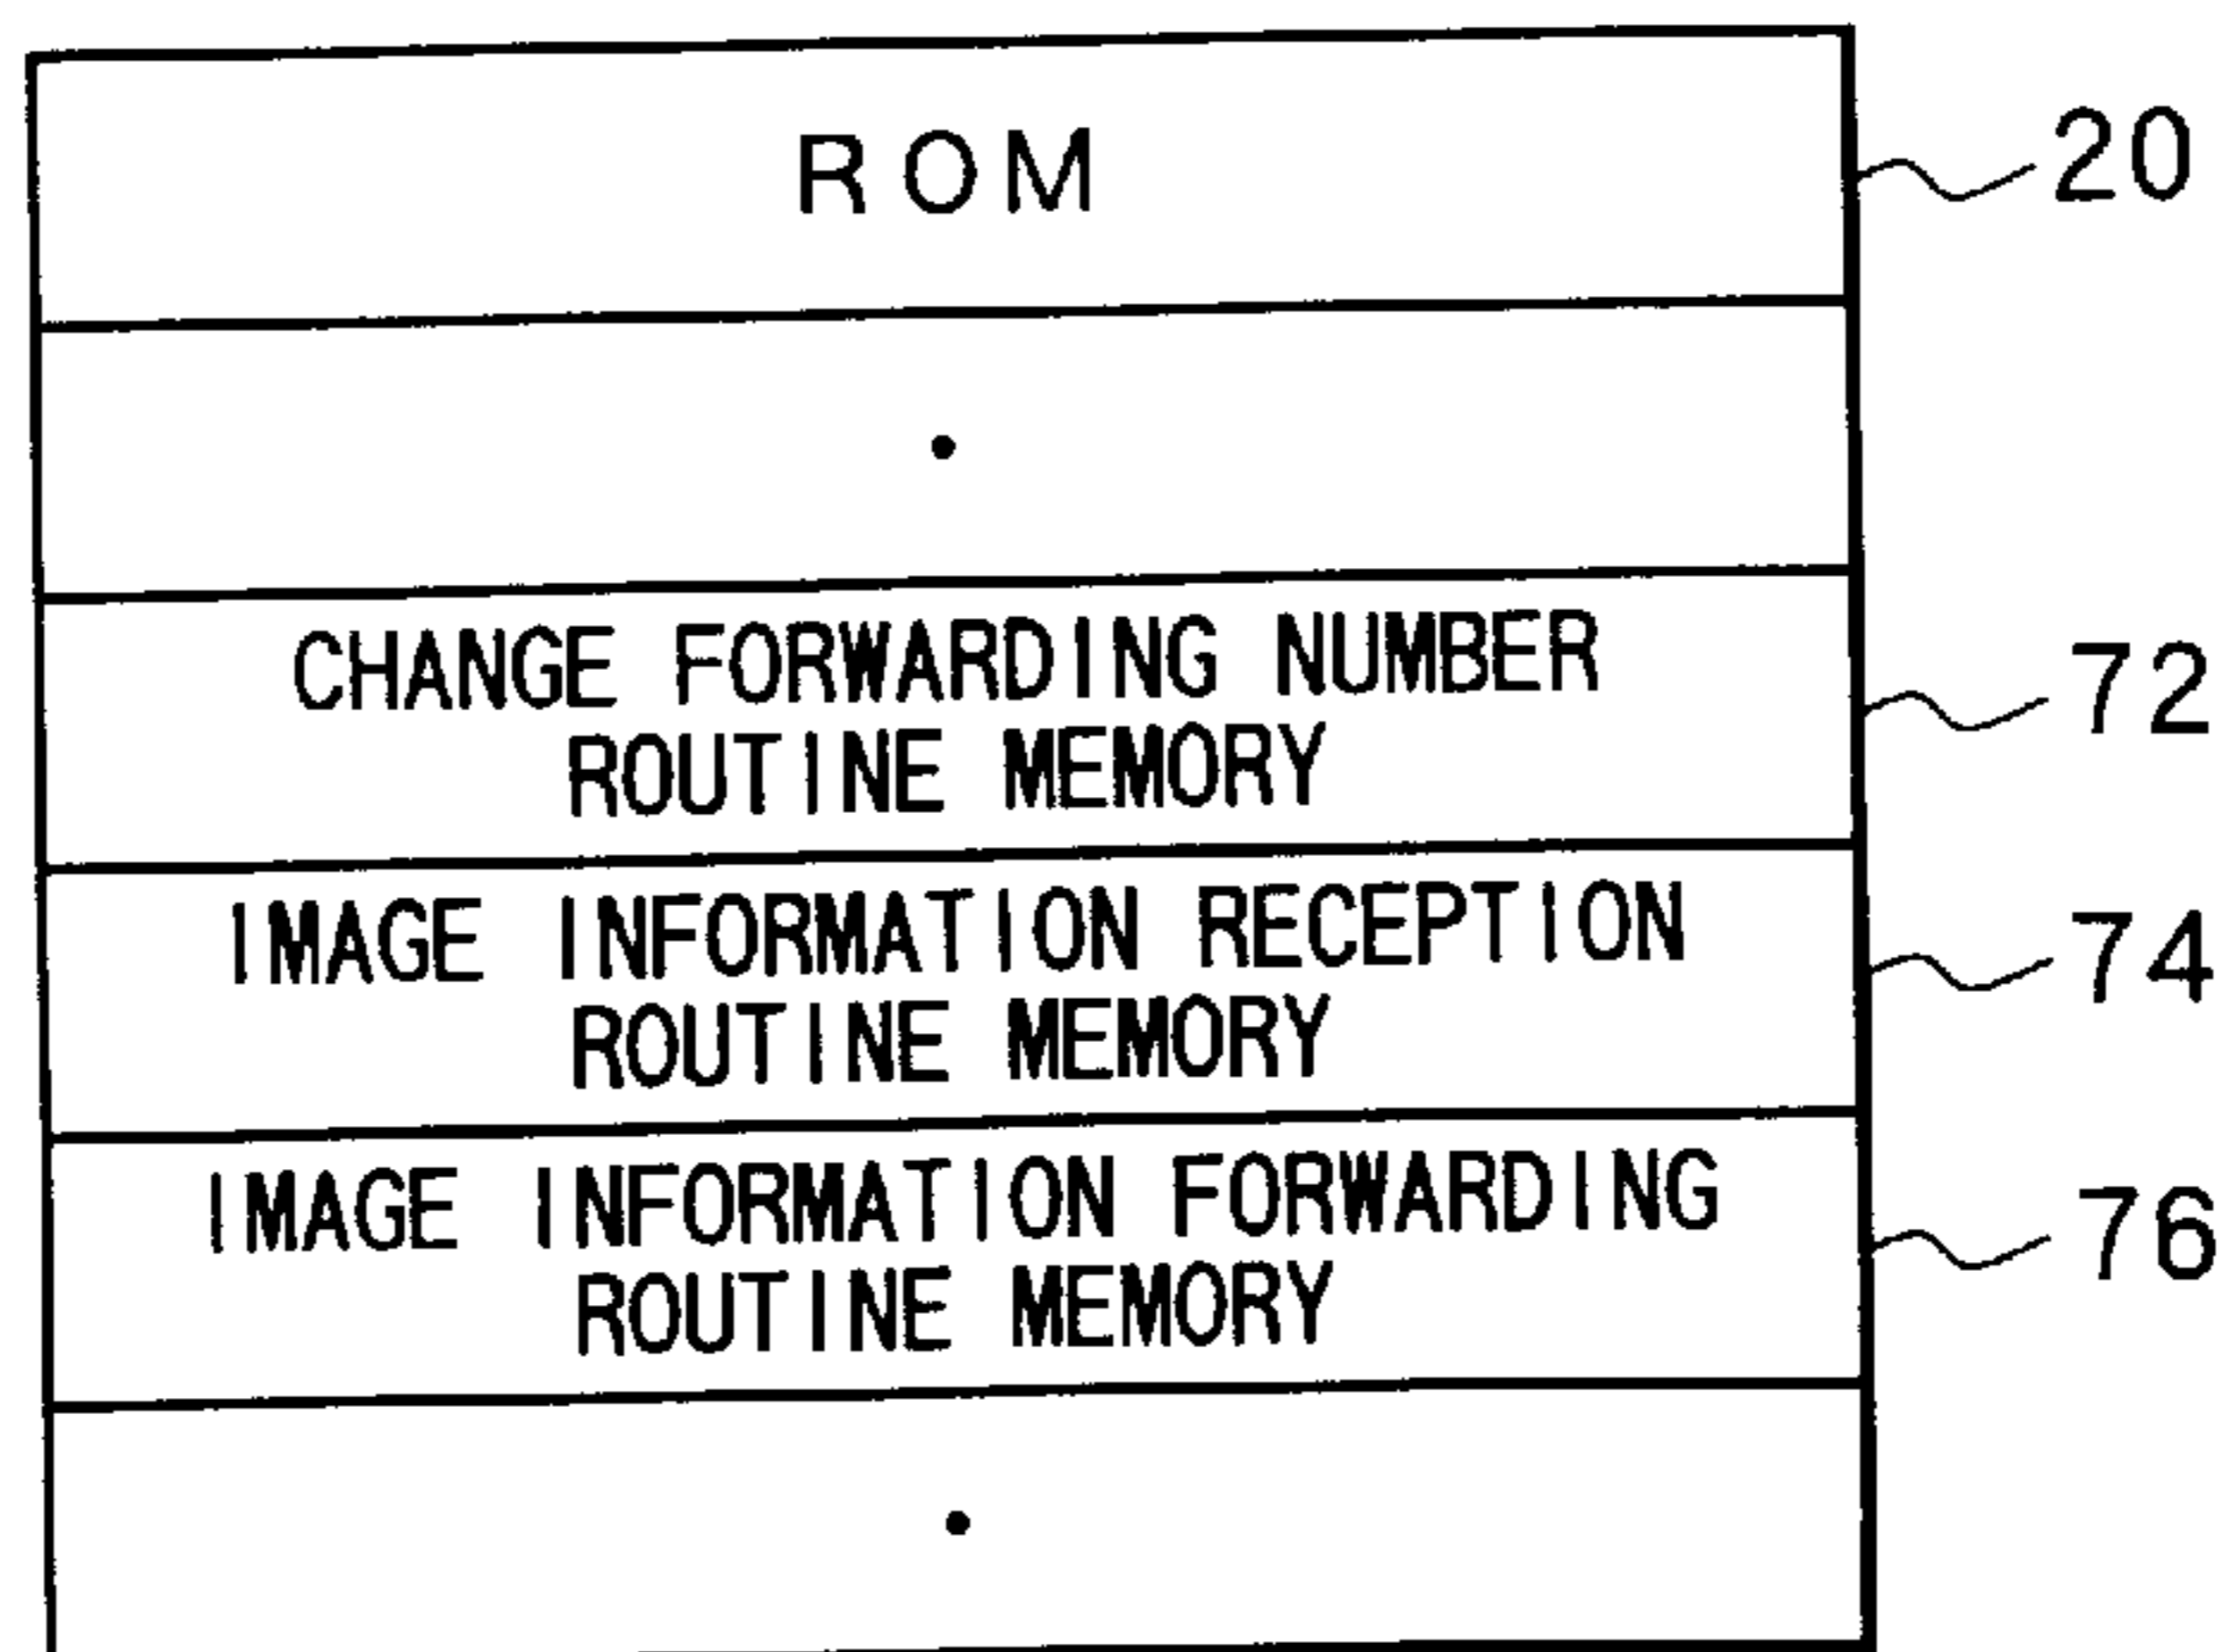 ROM
20
•
CHANGE FORWARDING NUMBER
ROUTINE MEMORY
72
IMAGE INFORMATION RECEPTION
ROUTINE MEMORY
74
IMAGE INFORMATION FORWARDING
ROUTINE MEMORY
76
•